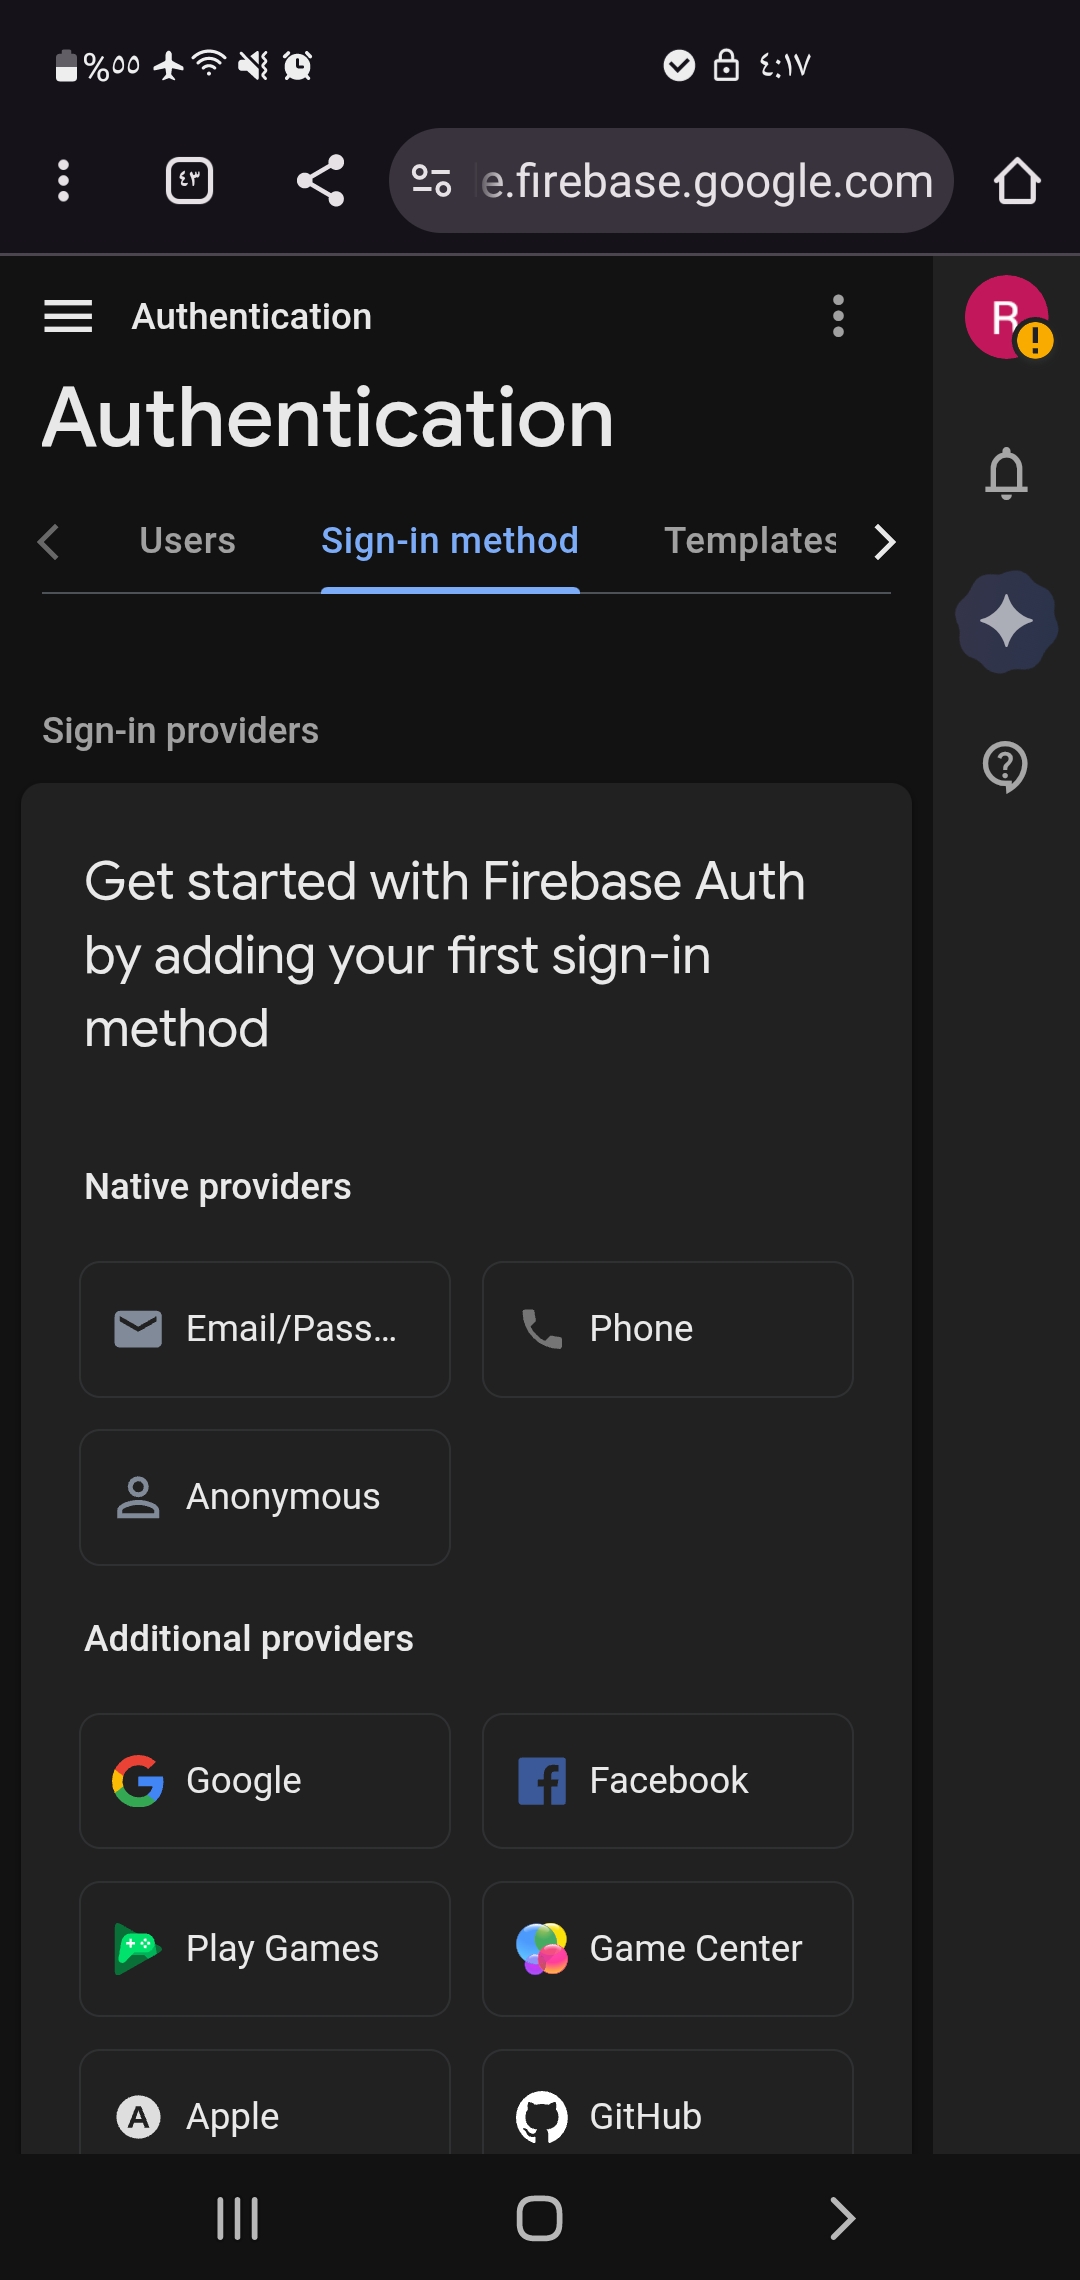 %٥٥
٤:١٧
٤٣
e.firebase.google.com
Authentication
R
Authentication
Users
Sign-in method
Templates
Sign-in providers
Get started with Firebase Auth
by adding your first sign-in
method
Native providers
Email/Pass...
Phone
Anonymous
Additional providers
Google
Facebook
Play Games
Game Center
Apple
GitHub